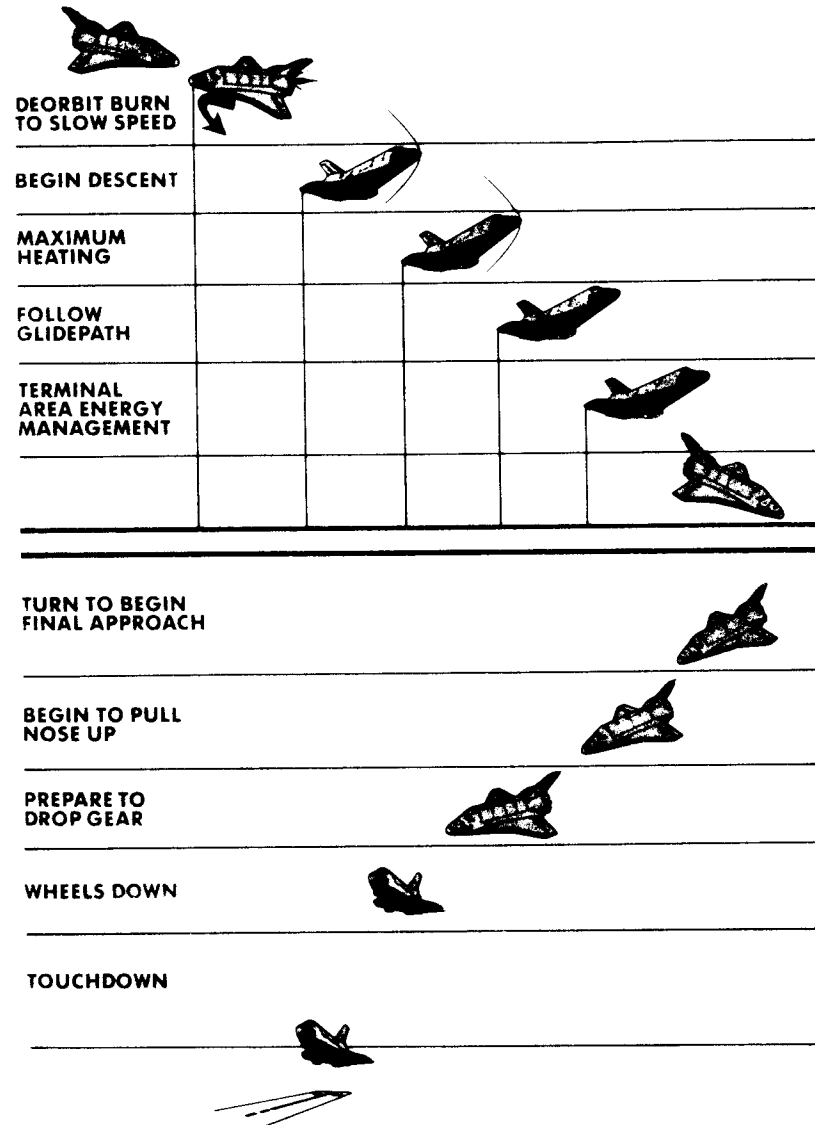 DEORBIT BURN
TO SLOW SPEED
BEGIN DESCENT
MAXIMUM
HEATING
FOLLOW
GLIDEPATH
TERMINAL
AREA ENERGY
MANAGEMENT
TURN TO BEGIN
FINAL APPROACH
BEGIN TO PULL
NOSE UP
PREPARE TO
DROP GEAR
WHEELS DOWN
TOUCHDOWN